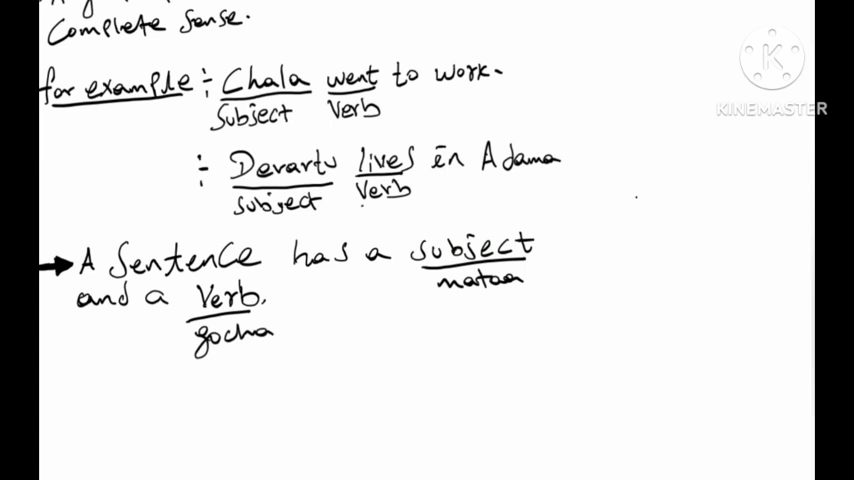 Complete sense.
for example ÷ Chala went to work.
Subject Verb
÷ Derartu lives in Adama
subject verb
→ A Sentence has a subject
mataa
and a Verb.
gocha
K
KINEMASTER